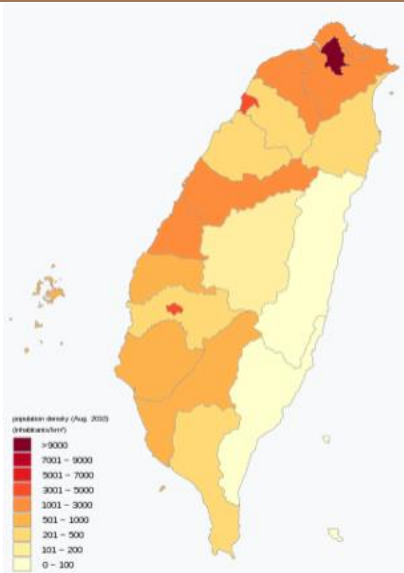 population density (Aug. 2010)
(inhabitants/km²)
>9000
7001 ~ 9000
5001 ~ 7000
3001 ~ 5000
1001 ~ 3000
501 ~ 1000
201 ~ 500
101 ~ 200
0 ~ 100